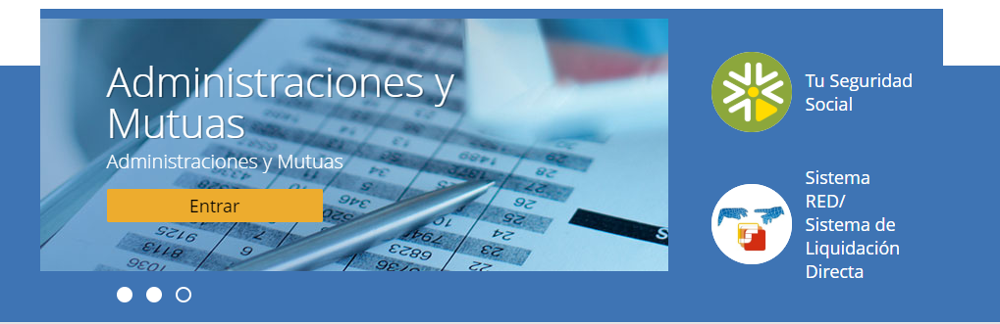 Administraciones y
Mutuas
Administraciones y Mutuas
Entrar
Tu Seguridad
Social
Sistema
RED/
Sistema de
Liquidación
Directa